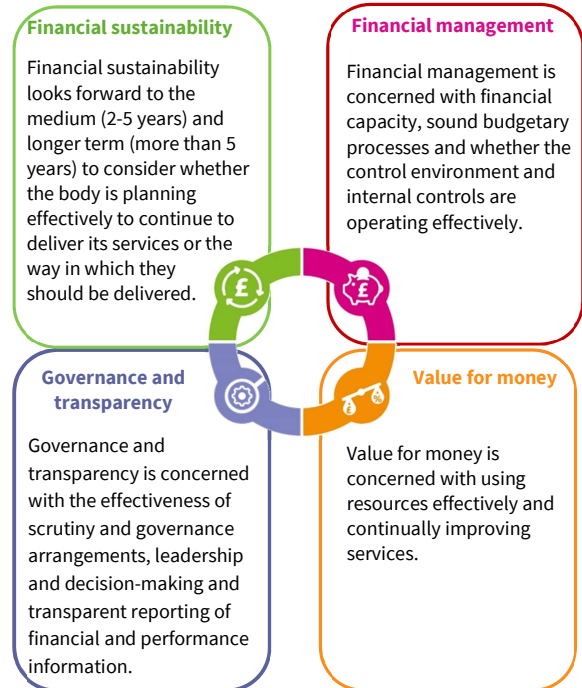 Financial sustainability
Financial sustainability
looks forward to the
medium (2-5 years) and
longer term (more than 5
years) to consider whether
the body is planning
effectively to continue to
deliver its services or the
way in which they
should be delivered.
Financial management
Financial management is
concerned with financial
capacity, sound budgetary
processes and whether the
control environment and
internal controls are
operating effectively.
£
£
£
%
Governance and
transparency
Governance and
transparency is concerned
with the effectiveness of
scrutiny and governance
arrangements, leadership
and decision-making and
transparent reporting of
financial and performance
information.
Value for money
Value for money is
concerned with using
resources effectively and
continually improving
services.